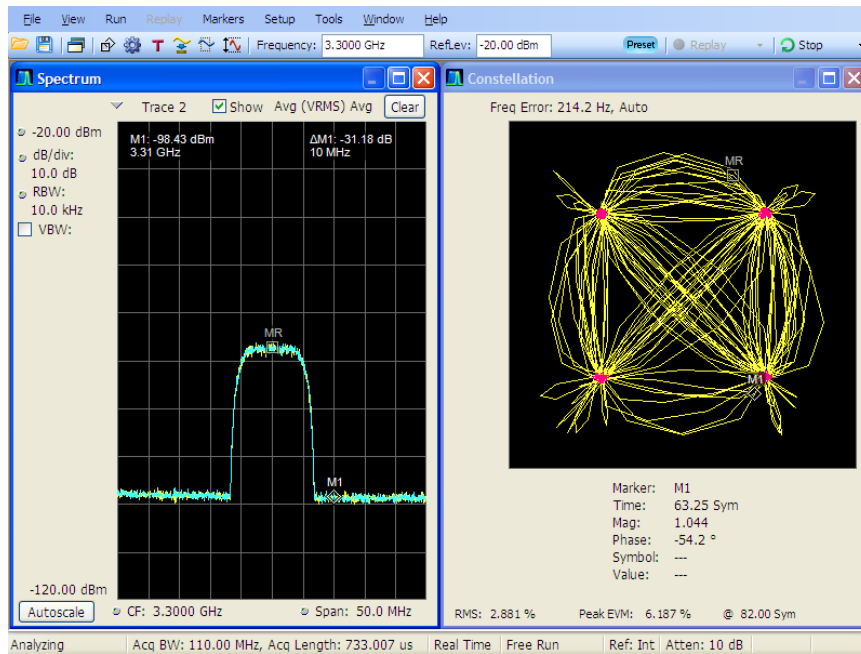 File View Run Replay Markers Setup Tools Window Help
Frequency: 3.3000 GHz RefLev: -20.00 dBm Preset Replay Stop
Spectrum
Trace 2 Show Avg (VRMS) Avg Clear
-20.00 dBm
dB/div:
10.0 dB
RBW:
10.0 kHz
VBW:
M1: -98.43 dBm ΔM1: -31.18 dB
3.31 GHz 10 MHz
MR
M1
-120.00 dBm
Autoscale CF: 3.3000 GHz Span: 50.0 MHz
Constellation
Freq Error: 214.2 Hz, Auto
MR
M1
Marker: M1
Time: 63.25 Sym
Mag: 1.044
Phase: -54.2 °
Symbol: ---
Value: ---
RMS: 2.881 % Peak EVM: 6.187 % @ 82.00 Sym
Analyzing Acq BW: 110.00 MHz, Acq Length: 733.007 us Real Time Free Run Ref: Int Atten: 10 dB